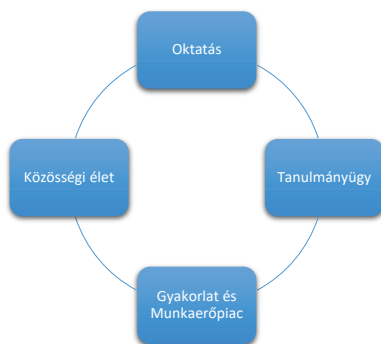 Oktatás
Közösségi élet
Tanulmányügy
Gyakorlat és
Munkaerőpiac